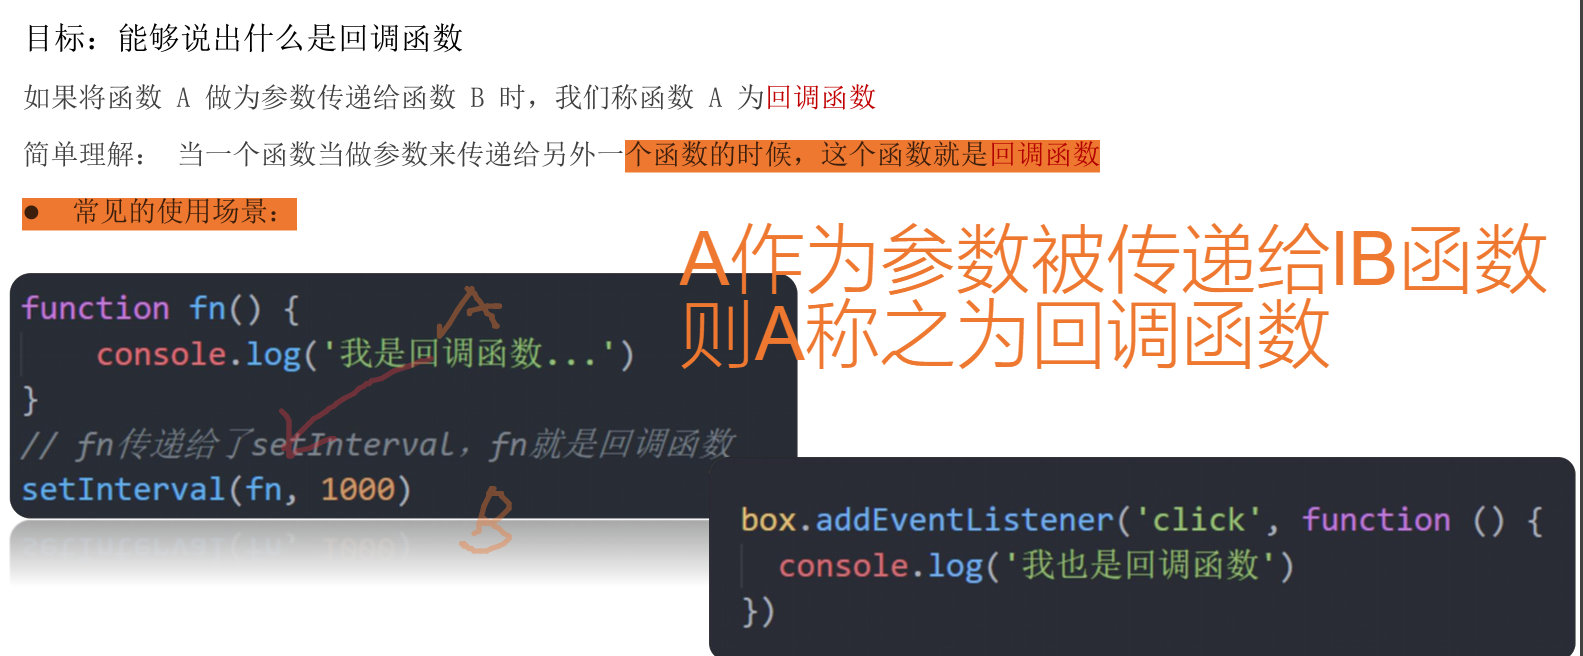 目标：能够说出什么是回调函数
如果将函数 A 做为参数传递给函数 B 时，我们称函数 A 为回调函数
简单理解： 当一个函数当做参数来传递给另外一个函数的时候，这个函数就是回调函数
● 常见的使用场景：
A作为参数被传递给lB函数
则A称之为回调函数
function fn() {
console.log('我是回调函数...')
}
// fn传递给了setInterval，fn就是回调函数
setInterval(fn, 1000)
A
B
box.addEventListener('click', function () {
console.log('我也是回调函数')
})